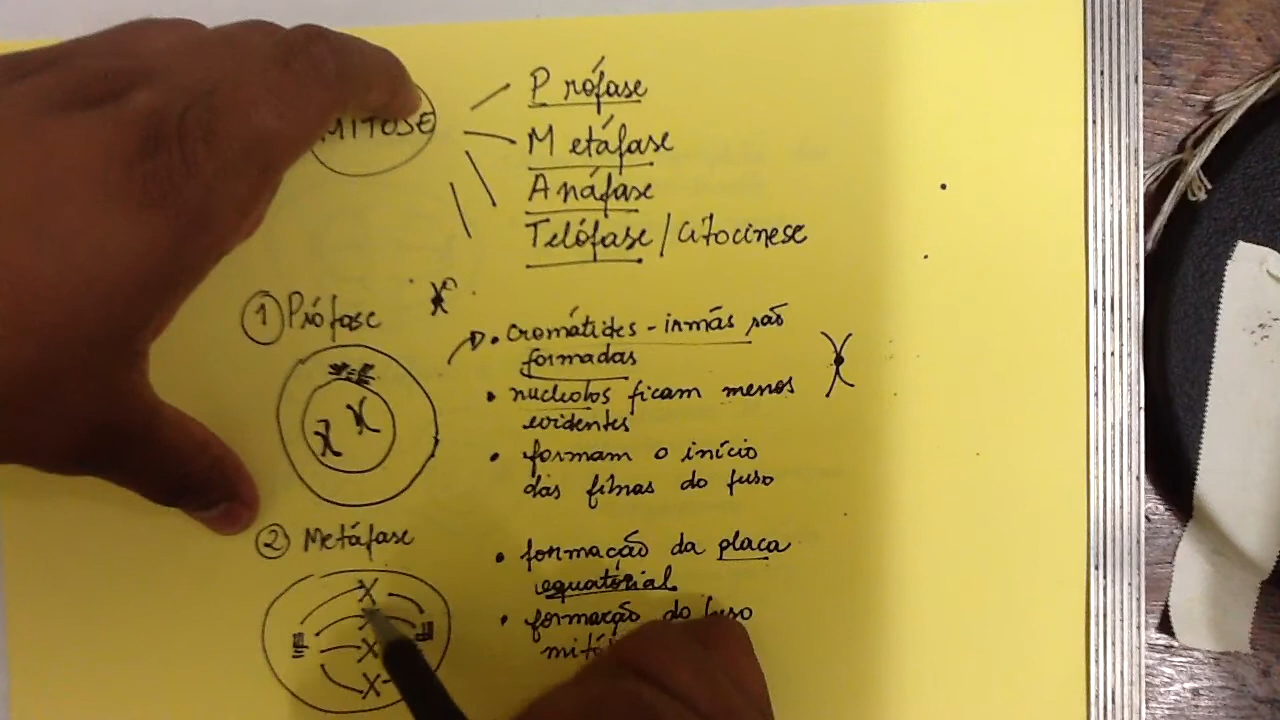 MITOSE
Prófase
Metáfase
Anáfase
Telófase / Citocinese
1 Prófase
• Cromátides-irmãs são
formadas
• nucléolos ficam menos
evidentes
• formam o início
das fibras do fuso
2 Metáfase
• formação da placa
equatorial
• formação do fuso